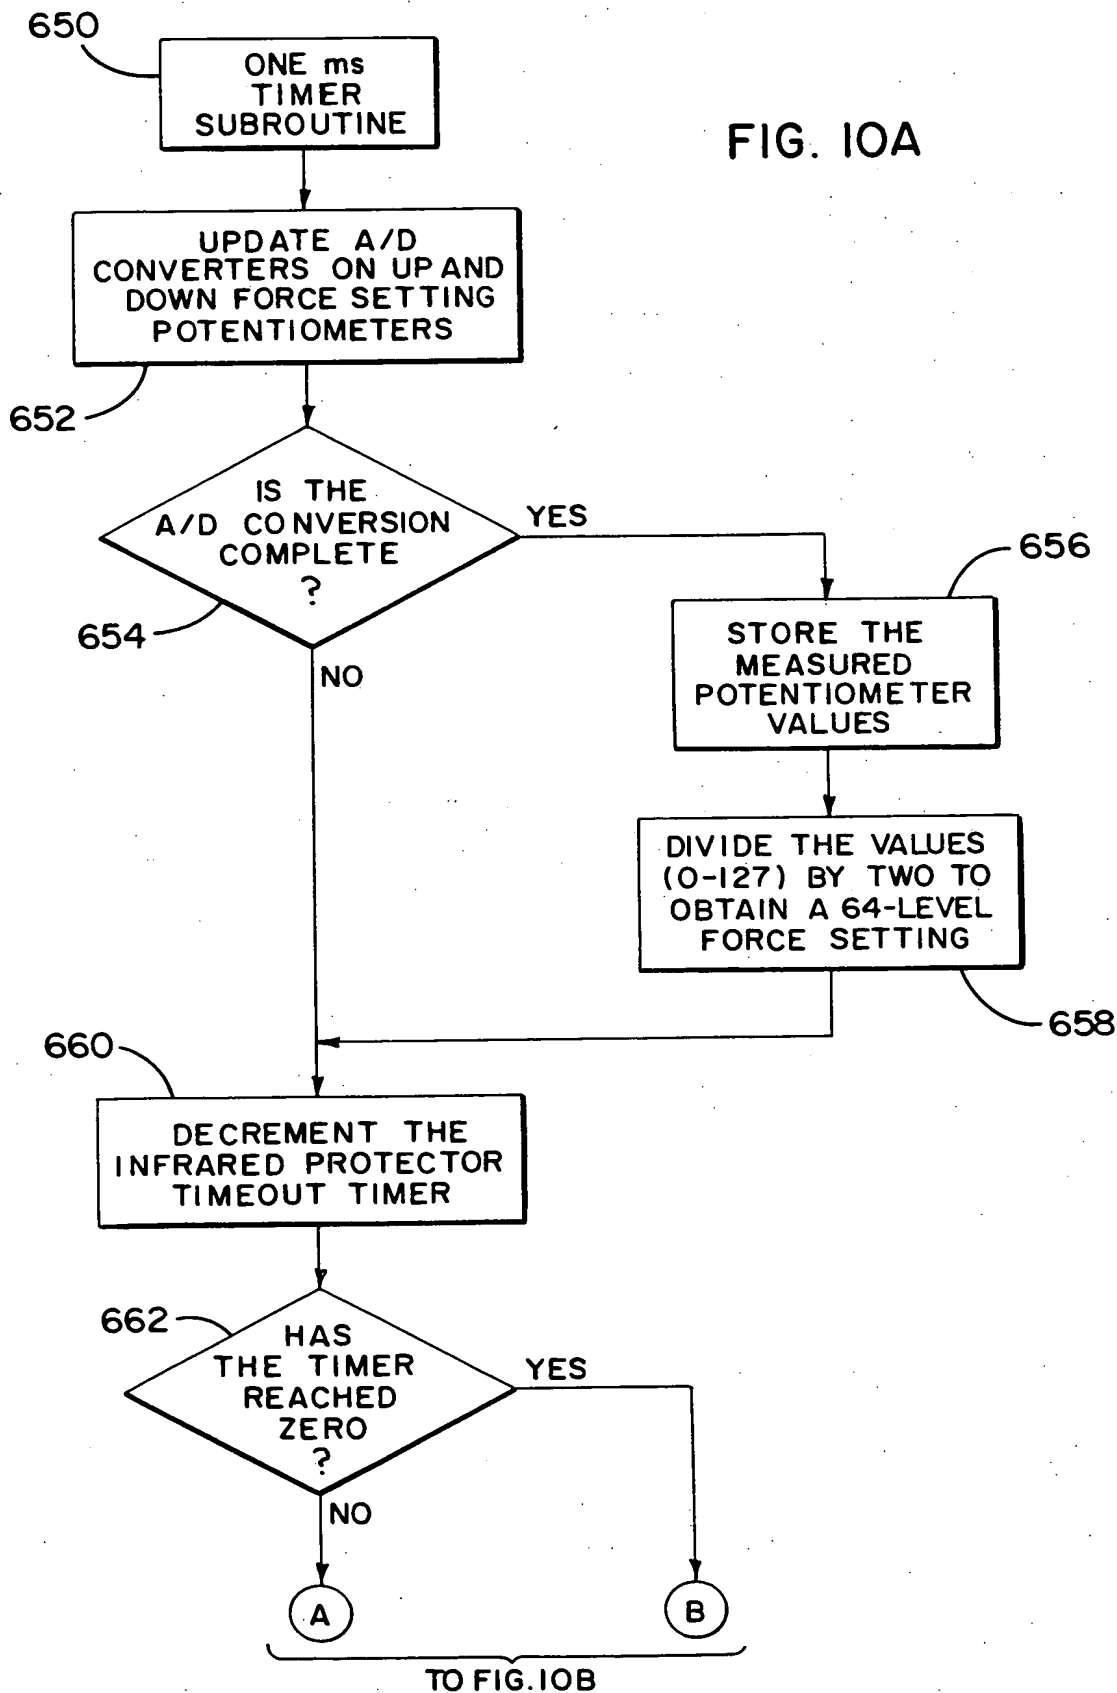 650
ONE ms
TIMER
SUBROUTINE
FIG. 10A
UPDATE A/D
CONVERTERS ON UP AND
DOWN FORCE SETTING
POTENTIOMETERS
652
IS THE
A/D CONVERSION
COMPLETE
?
YES
654
NO
656
STORE THE
MEASURED
POTENTIOMETER
VALUES
DIVIDE THE VALUES
(0-127) BY TWO TO
OBTAIN A 64-LEVEL
FORCE SETTING
658
660
DECREMENT THE
INFRARED PROTECTOR
TIMEOUT TIMER
662
HAS
THE TIMER
REACHED
ZERO
?
YES
NO
A
B
TO FIG. 10B